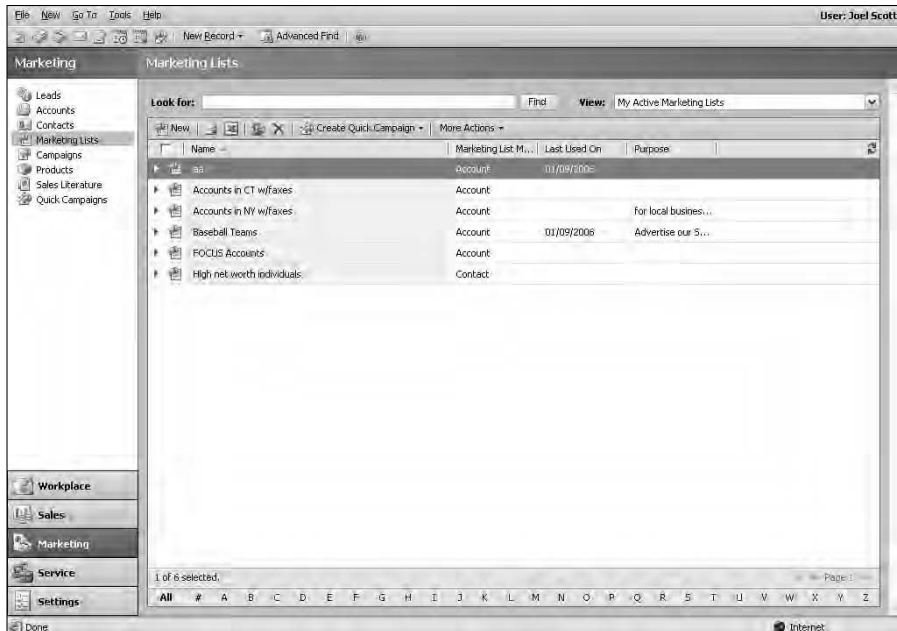 File New Go To Tools Help User: Joel Scott
New Record Advanced Find
Marketing Marketing Lists
Leads
Accounts
Contacts
Marketing Lists
Campaigns
Products
Sales Literature
Quick Campaigns
Look for: Find View: My Active Marketing Lists
New Create Quick Campaign More Actions
Name Marketing List M... Last Used On Purpose
aa Account 01/09/2006
Accounts in CT w/faxes Account
Accounts in NY w/faxes Account for local busines...
Baseball Teams Account 01/09/2006 Advertise our S...
FOCUS Accounts Account
High net worth individuals Contact
Workplace
Sales
Marketing
Service
Settings
1 of 6 selected. Page 1
All # A B C D E F G H I J K L M N O P Q R S T U V W X Y Z
Done Internet